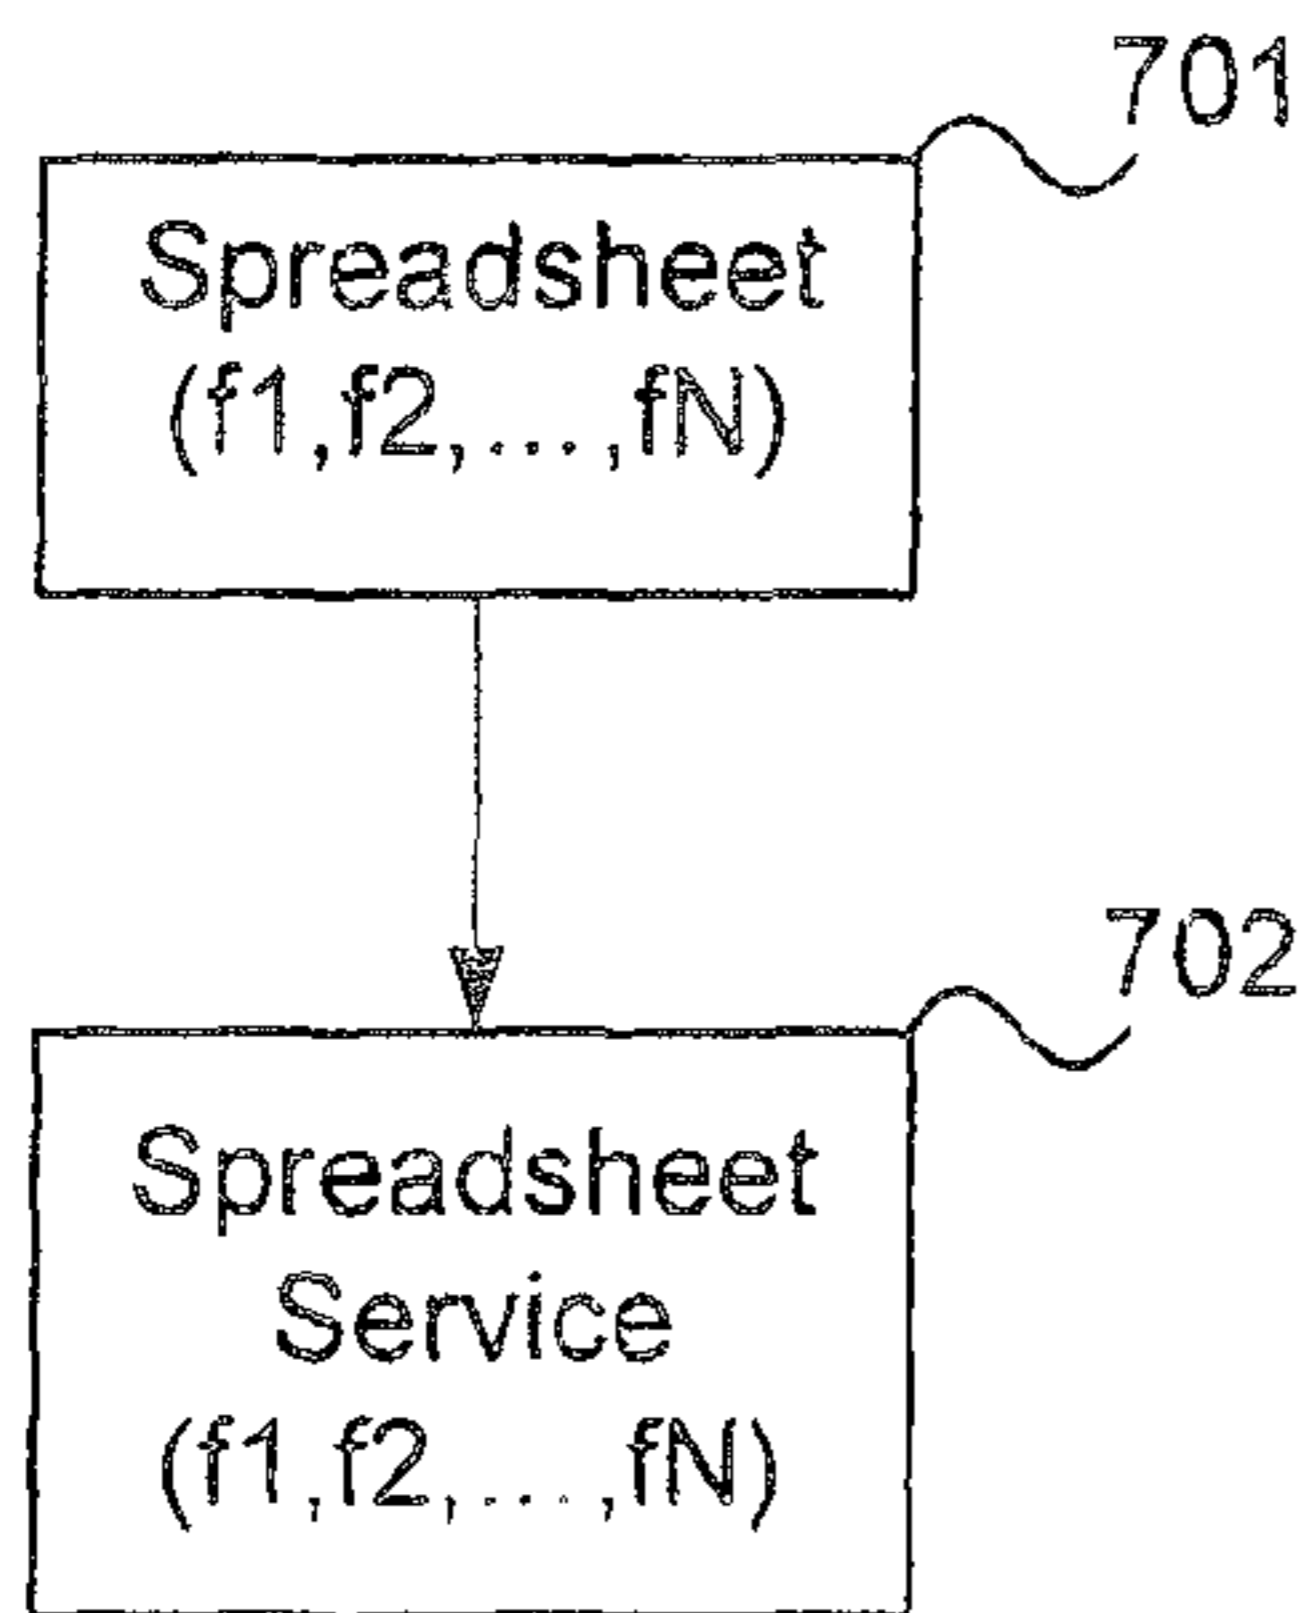 701
Spreadsheet
(f1,f2,...,fN)
702
Spreadsheet
Service
(f1,f2,...,fN)